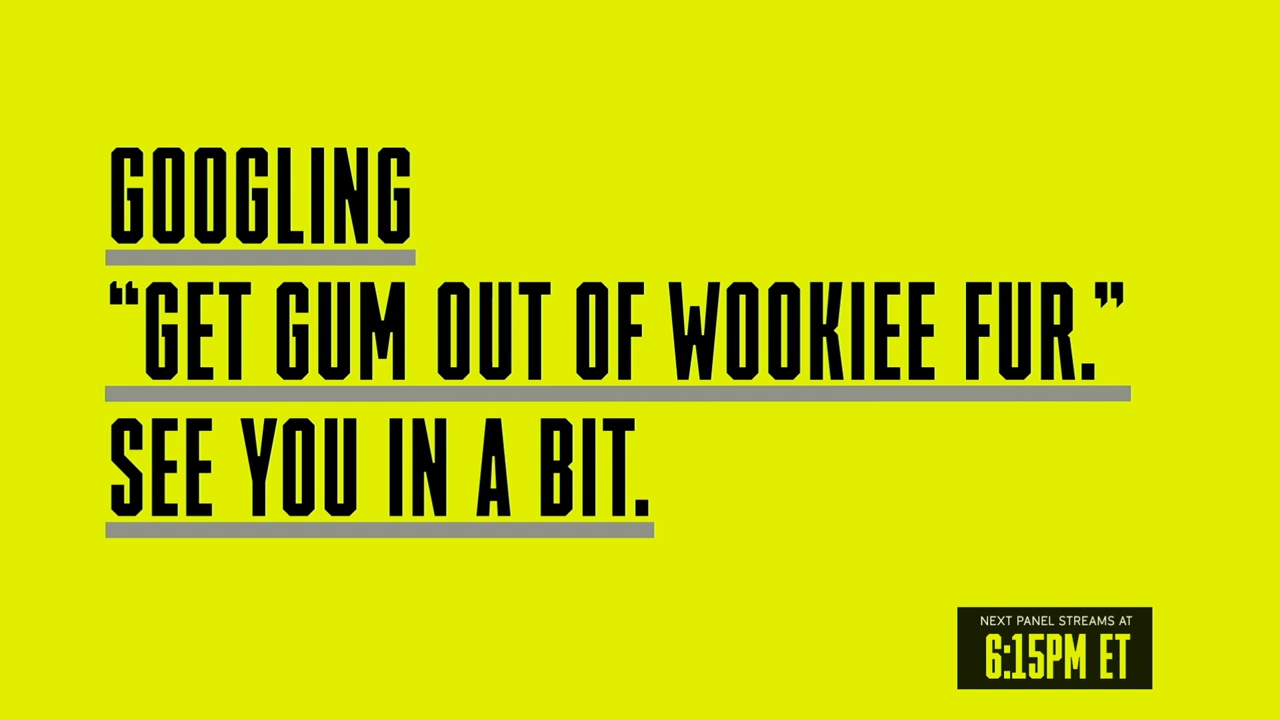 GOOGLING
“GET GUM OUT OF WOOKIEE FUR.”
SEE YOU IN A BIT.
NEXT PANEL STREAMS AT
6:15PM ET